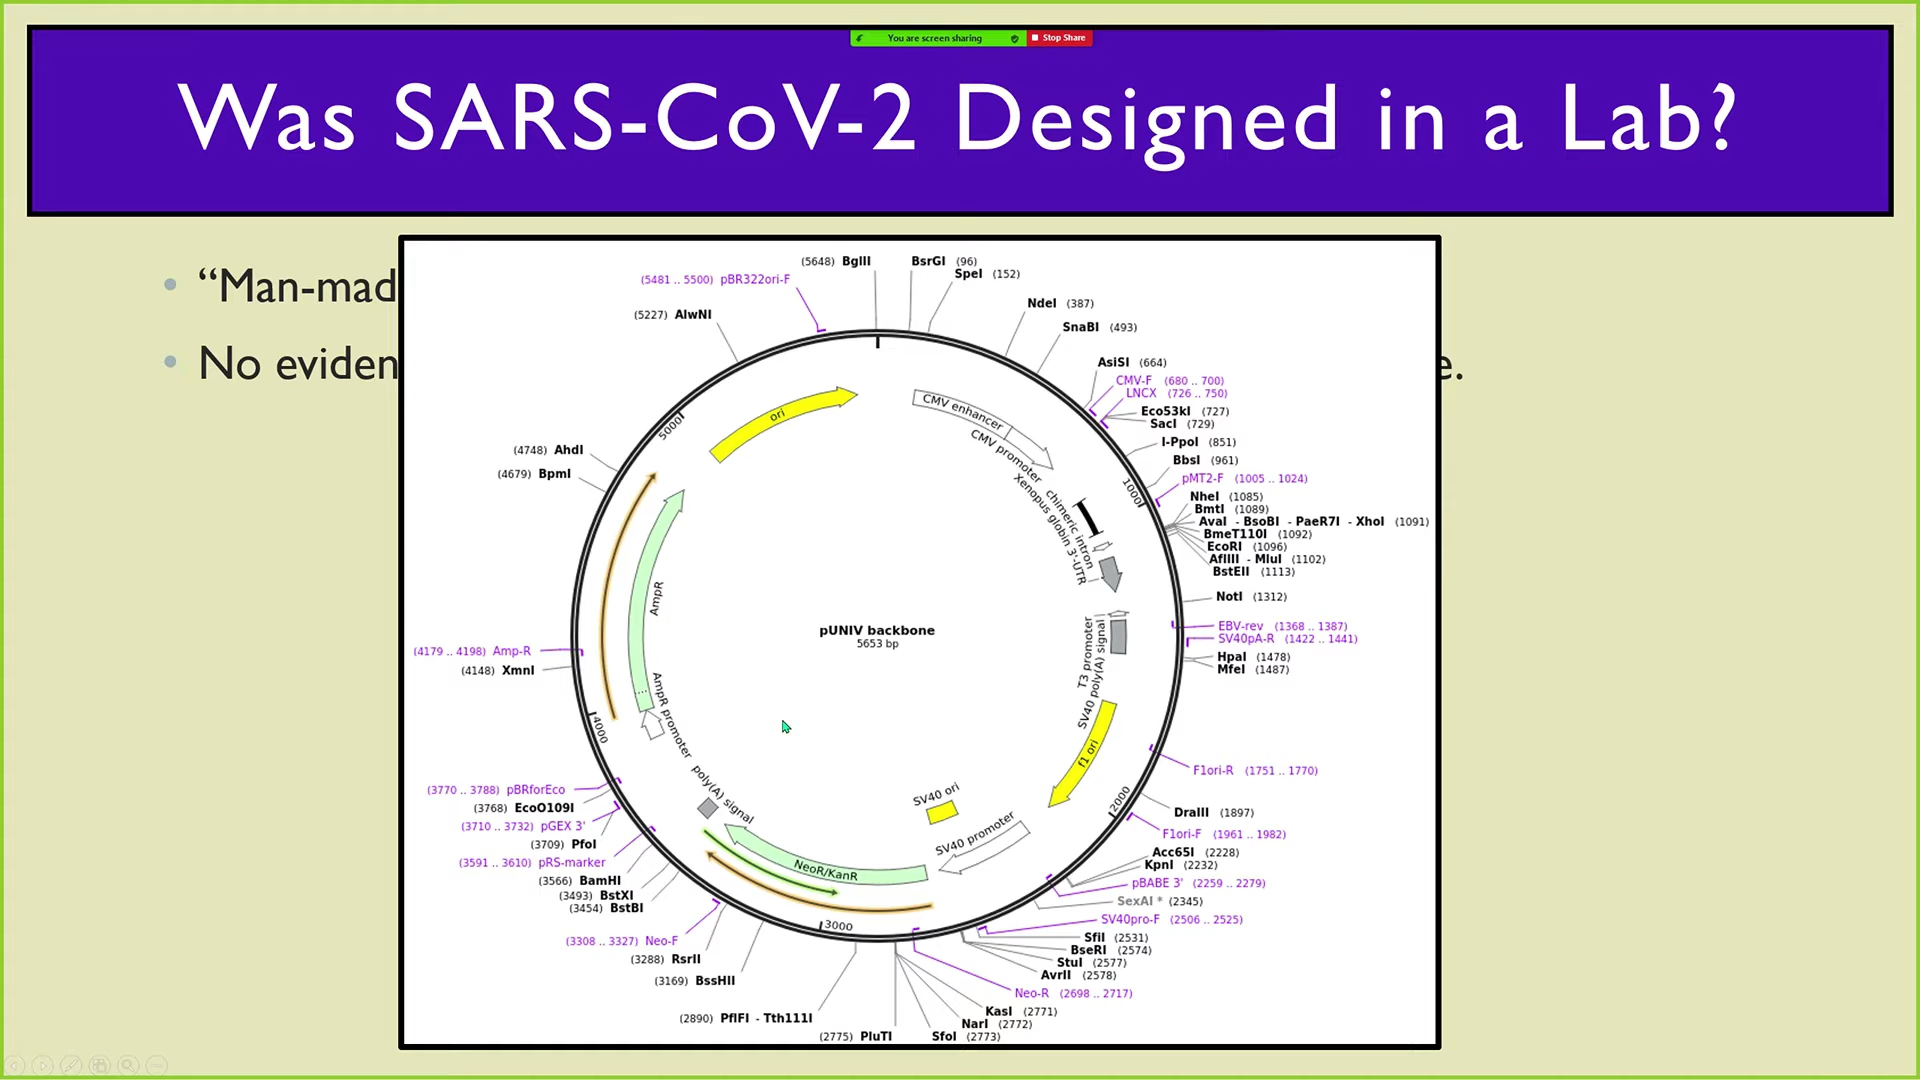 You are screen sharing
Stop Share
Was SARS-CoV-2 Designed in a Lab?
• “Man-mad
• No eviden
e.
(5648) BglII
BsrGI (96)
SpeI (152)
(5481 .. 5500) pBR322ori-F
NdeI (387)
(5227) AlwNI
SnaBI (493)
AsiSI (664)
CMV-F (680 .. 700)
LNCX (726 .. 750)
Eco53kI (727)
SacI (729)
I-PpoI (851)
BbsI (961)
pMT2-F (1005 .. 1024)
NheI (1085)
BmtI (1089)
AvaI - BsoBI - PaeR7I - XhoI (1091)
BmeT110I (1092)
EcoRI (1096)
AflIII - MluI (1102)
BstEII (1113)
NotI (1312)
EBV-rev (1368 .. 1387)
SV40pA-R (1422 .. 1441)
HpaI (1478)
MfeI (1487)
F1ori-R (1751 .. 1770)
DraIII (1897)
F1ori-F (1961 .. 1982)
Acc65I (2228)
KpnI (2232)
pBABE 3' (2259 .. 2279)
SexAI * (2345)
SV40pro-F (2506 .. 2525)
SfiI (2531)
BseRI (2574)
StuI (2577)
AvrII (2578)
Neo-R (2698 .. 2717)
KasI (2771)
NarI (2772)
SfoI (2773)
(2775) PluTI
(2890) PflFI - Tth111I
(3169) BssHII
(3288) RsrII
(3308 .. 3327) Neo-F
(3454) BstBI
(3493) BstXI
(3566) BamHI
(3591 .. 3610) pRS-marker
(3709) PfoI
(3710 .. 3732) pGEX 3'
(3768) EcoO109I
(3770 .. 3788) pBRforEco
(4148) XmnI
(4179 .. 4198) Amp-R
(4679) BpmI
(4748) AhdI
1000
2000
3000
4000
5000
ori
CMV enhancer
CMV promoter
chimeric intron
Xenopus globin 3'-UTR
T3 promoter
SV40 poly(A) signal
f1 ori
SV40 ori
SV40 promoter
NeoR/KanR
poly(A) signal
AmpR promoter
AmpR
pUNIV backbone
5653 bp